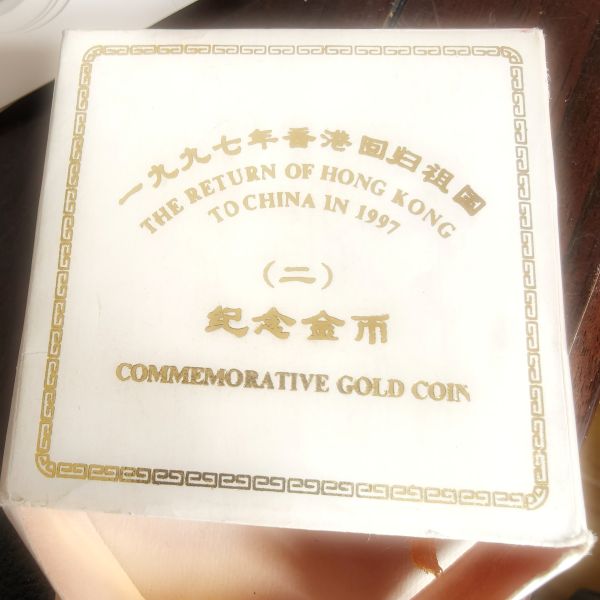 一九九七年香港回归祖国
THE RETURN OF HONG KONG
TO CHINA IN 1997
(二)
纪念金币
COMMEMORATIVE GOLD COIN